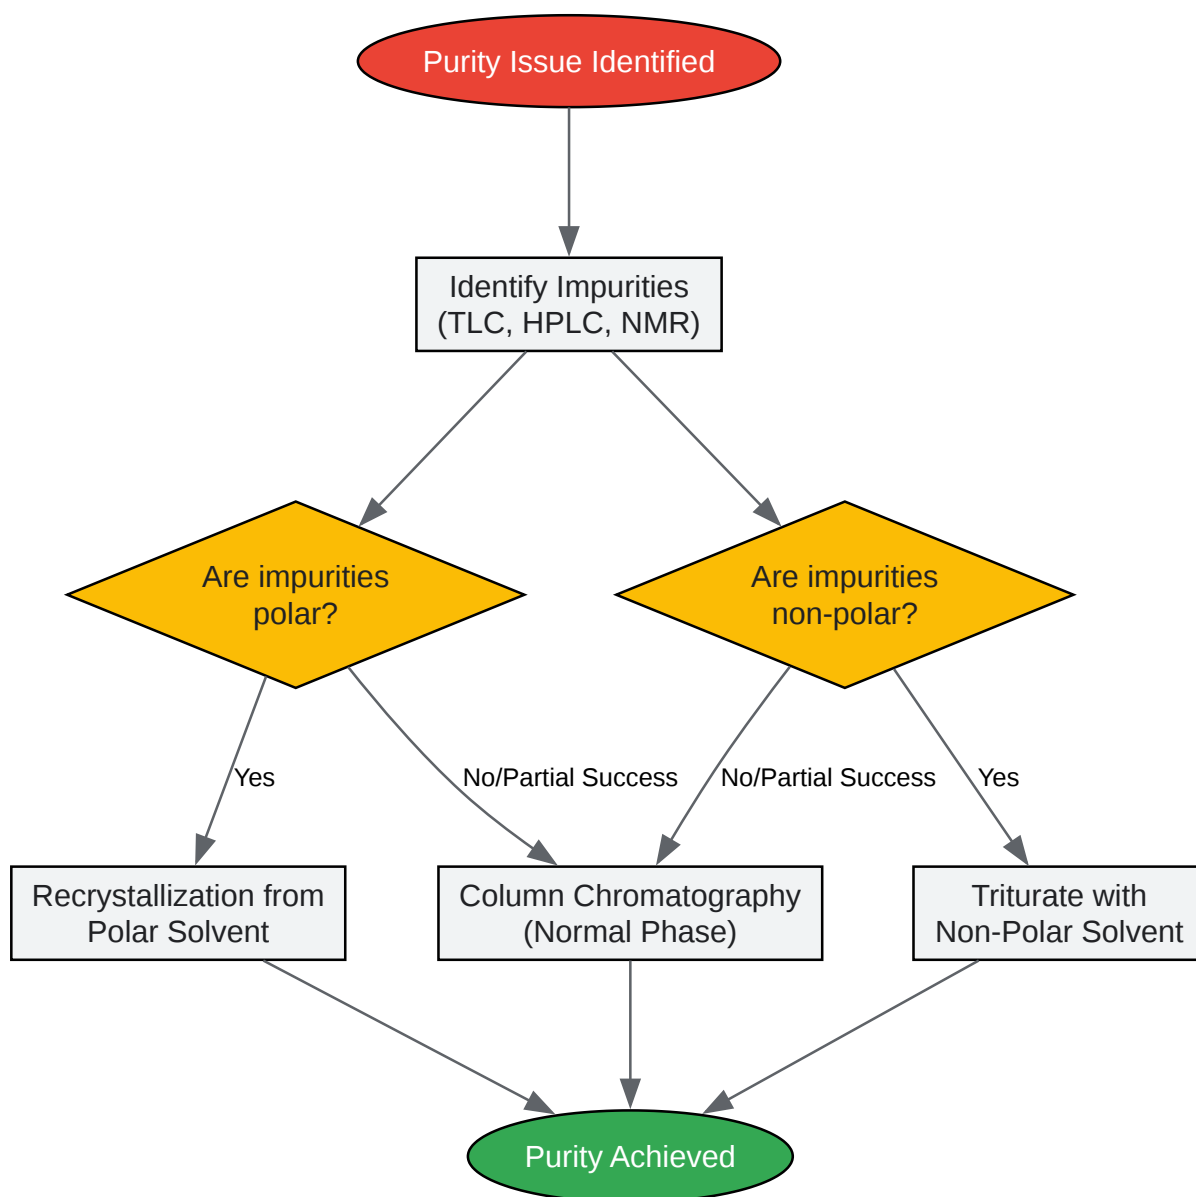 Purity Issue Identified
Identify Impurities
(TLC, HPLC, NMR)
Are impurities
polar?
Are impurities
non-polar?
Yes
No/Partial Success
No/Partial Success
Yes
Recrystallization from
Polar Solvent
Column Chromatography
(Normal Phase)
Triturate with
Non-Polar Solvent
Purity Achieved